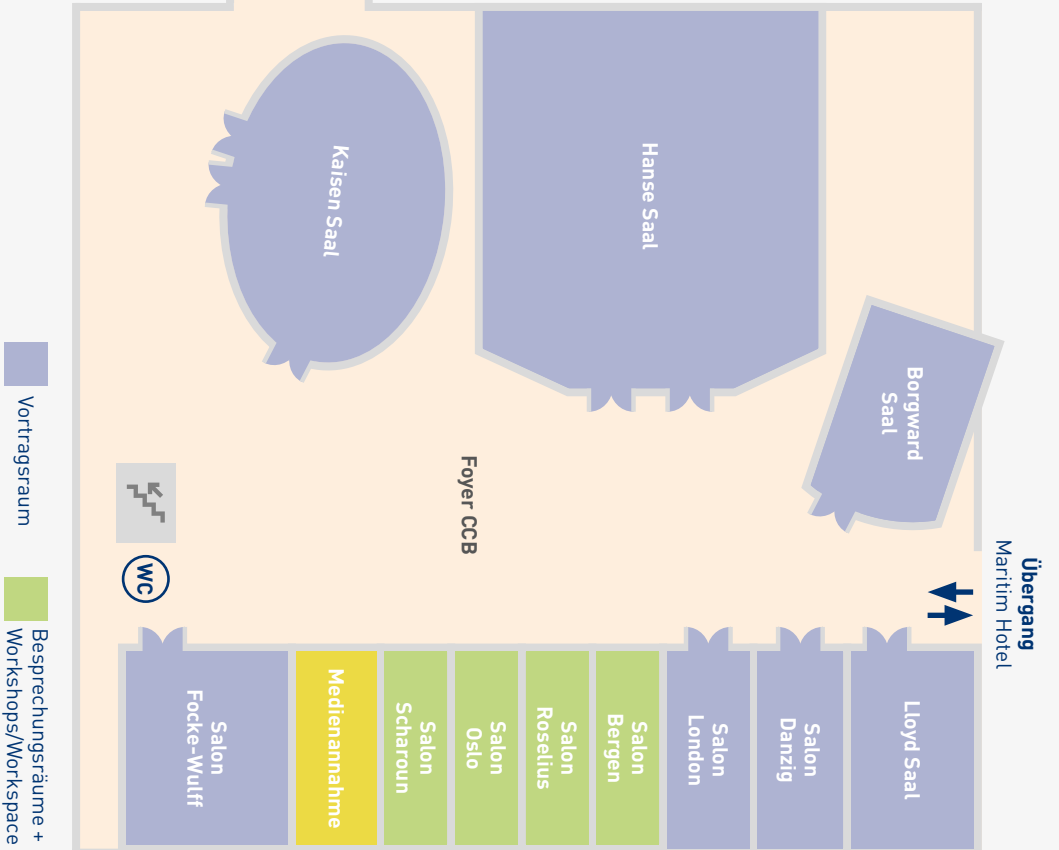 Übergang
Maritim Hotel
Borgward
Saal
Hanse Saal
Kaisen Saal
Foyer CCB
WC
Lloyd Saal
Salon
Danzig
Salon
London
Salon
Bergen
Salon
Roselius
Salon
Oslo
Salon
Scharoun
Medienannahme
Salon
Focke-Wulff
Vortragsraum
Besprechungsräume +
Workshops/Workspace